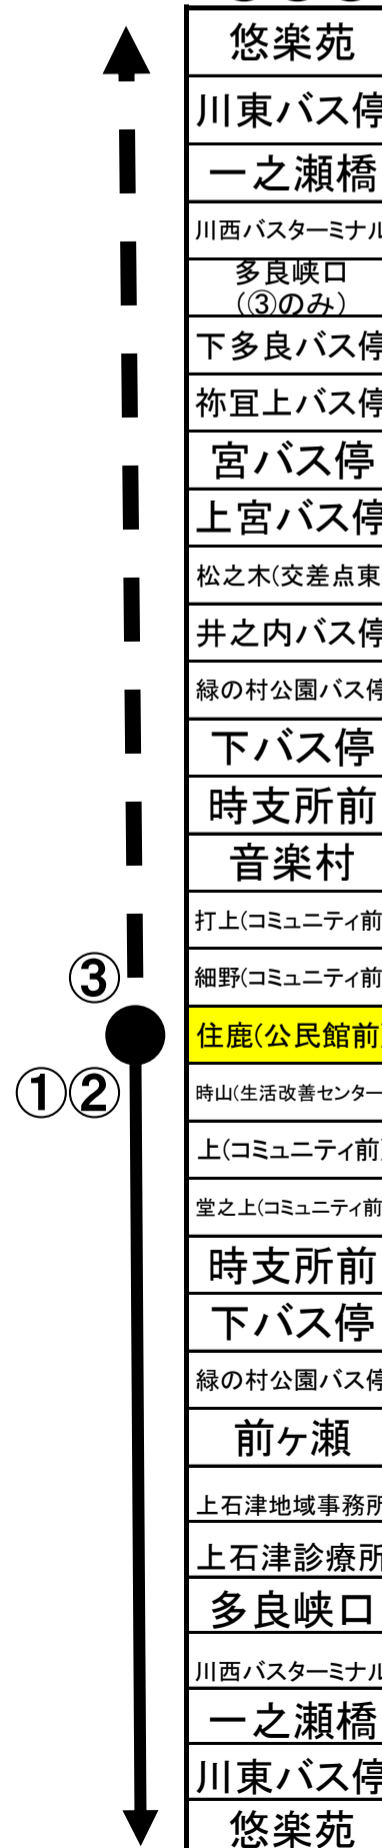 悠楽苑
川東バス停
一之瀬橋
川西バスターミナル
多良峡口
(③のみ)
下多良バス停
祢宜上バス停
宮バス停
上宮バス停
松之木(交差点東
井之内バス停
緑の村公園バス停
下バス停
時支所前
音楽村
打上(コミュニティ前
細野(コミュニティ前
③
住鹿(公民館前)
①②
時山(生活改善センター
上(コミュニティ前)
堂之上(コミュニティ前
時支所前
下バス停
緑の村公園バス停
前ヶ瀬
上石津地域事務所
上石津診療所
多良峡口
川西バスターミナル
一之瀬橋
川東バス停
悠楽苑